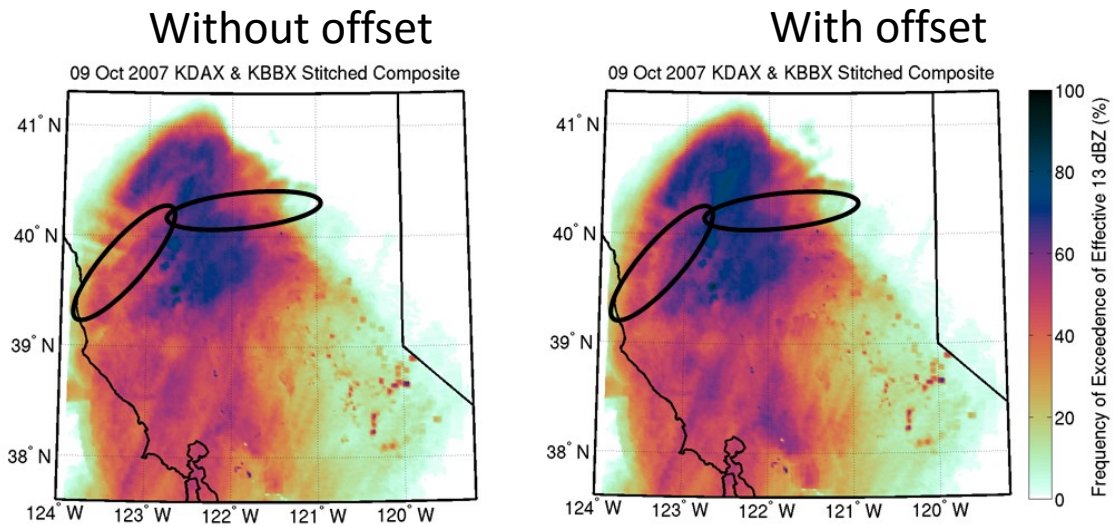 Without offset
With offset
09 Oct 2007 KDAX & KBBX Stitched Composite
09 Oct 2007 KDAX & KBBX Stitched Composite
41° N
40° N
39° N
38° N
124° W
123° W
122° W
121° W
120° W
41° N
40° N
39° N
38° N
124° W
123° W
122° W
121° W
120° W
100
80
60
40
20
0
Frequency of Exceedence of Effective 13 dBZ (%)